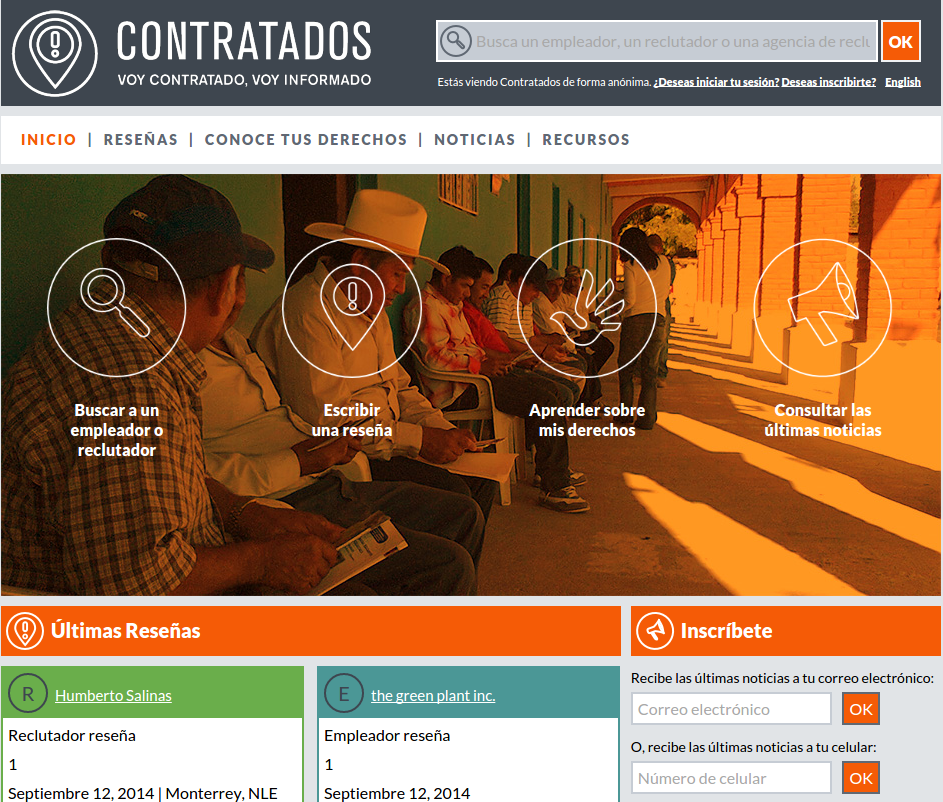 CONTRATADOS
VOY CONTRATADO, VOY INFORMADO
Busca un empleador, un reclutador o una agencia de reclu
OK
Estás viendo Contratados de forma anónima. ¿Deseas iniciar tu sesión? Deseas inscribirte? English
INICIO | RESEÑAS | CONOCE TUS DERECHOS | NOTICIAS | RECURSOS
Buscar a un
empleador o
reclutador
Escribir
una reseña
Aprender sobre
mis derechos
Consultar las
últimas noticias
Últimas Reseñas
R Humberto Salinas
Reclutador reseña
1
Septiembre 12, 2014 | Monterrey, NLE
E the green plant inc.
Empleador reseña
1
Septiembre 12, 2014
Inscríbete
Recibe las últimas noticias a tu correo electrónico:
Correo electrónico OK
O, recibe las últimas noticias a tu celular:
Número de celular OK